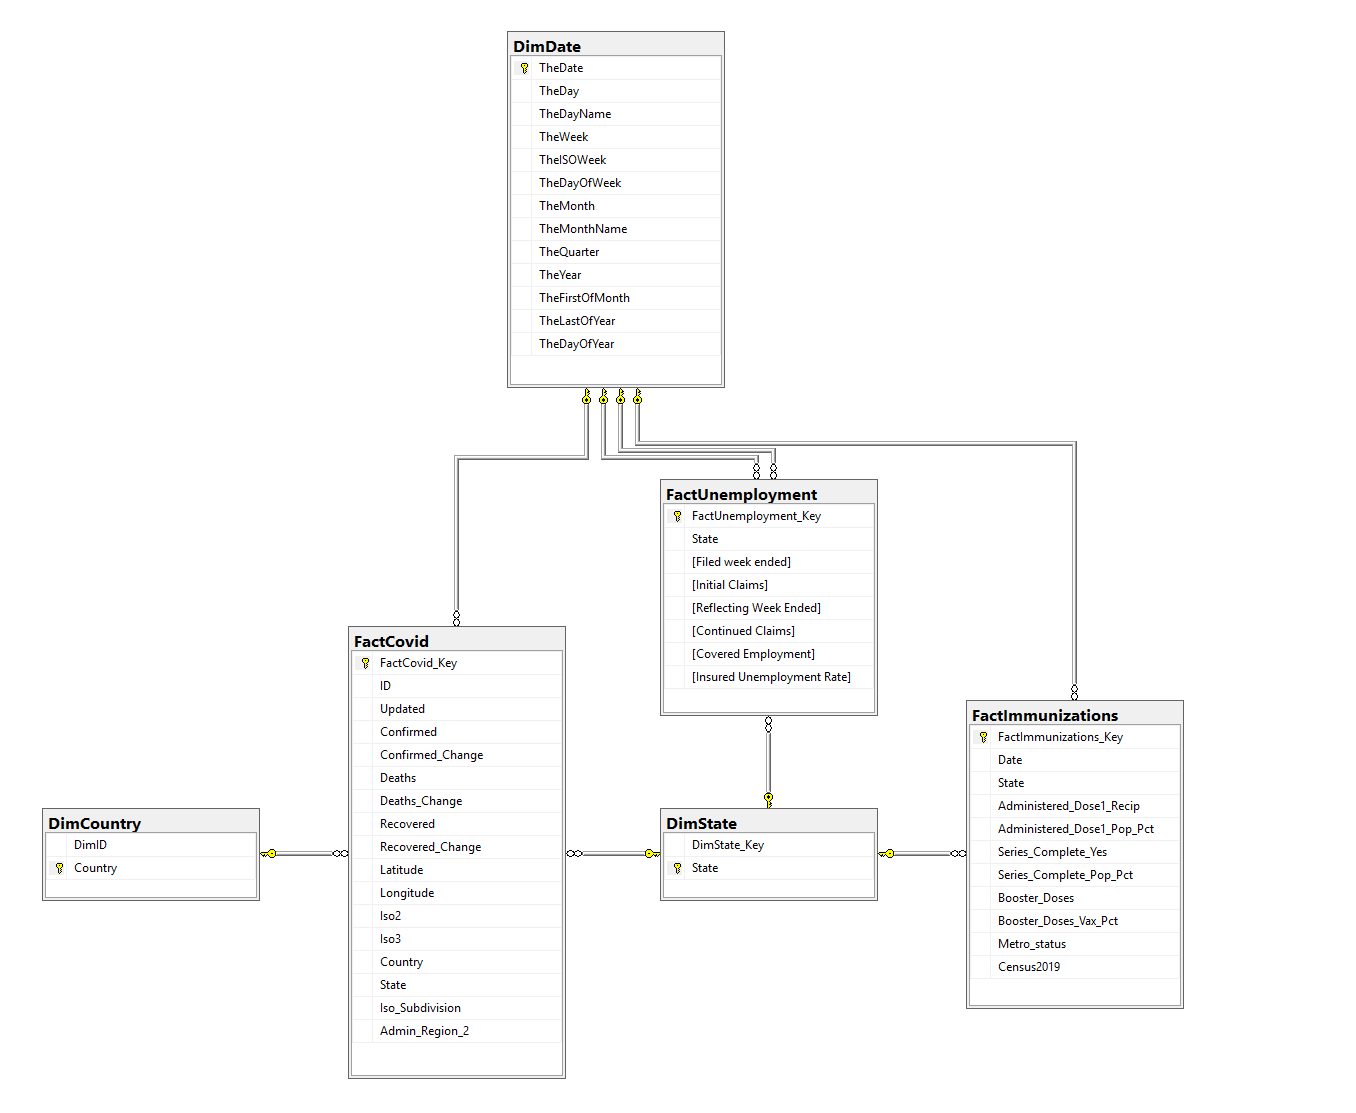 DimDate
TheDate
TheDay
TheDayName
TheWeek
TheISOWeek
TheDayOfWeek
TheMonth
TheMonthName
TheQuarter
TheYear
TheFirstOfMonth
TheLastOfYear
TheDayOfYear
FactUnemployment
FactUnemployment_Key
State
[Filed week ended]
[Initial Claims]
[Reflecting Week Ended]
[Continued Claims]
[Covered Employment]
[Insured Unemployment Rate]
FactCovid
FactCovid_Key
ID
Updated
Confirmed
Confirmed_Change
Deaths
Deaths_Change
Recovered
Recovered_Change
Latitude
Longitude
Iso2
Iso3
Country
State
Iso_Subdivision
Admin_Region_2
FactImmunizations
FactImmunizations_Key
Date
State
Administered_Dose1_Recip
Administered_Dose1_Pop_Pct
Series_Complete_Yes
Series_Complete_Pop_Pct
Booster_Doses
Booster_Doses_Vax_Pct
Metro_status
Census2019
DimCountry
DimID
Country
DimState
DimState_Key
State